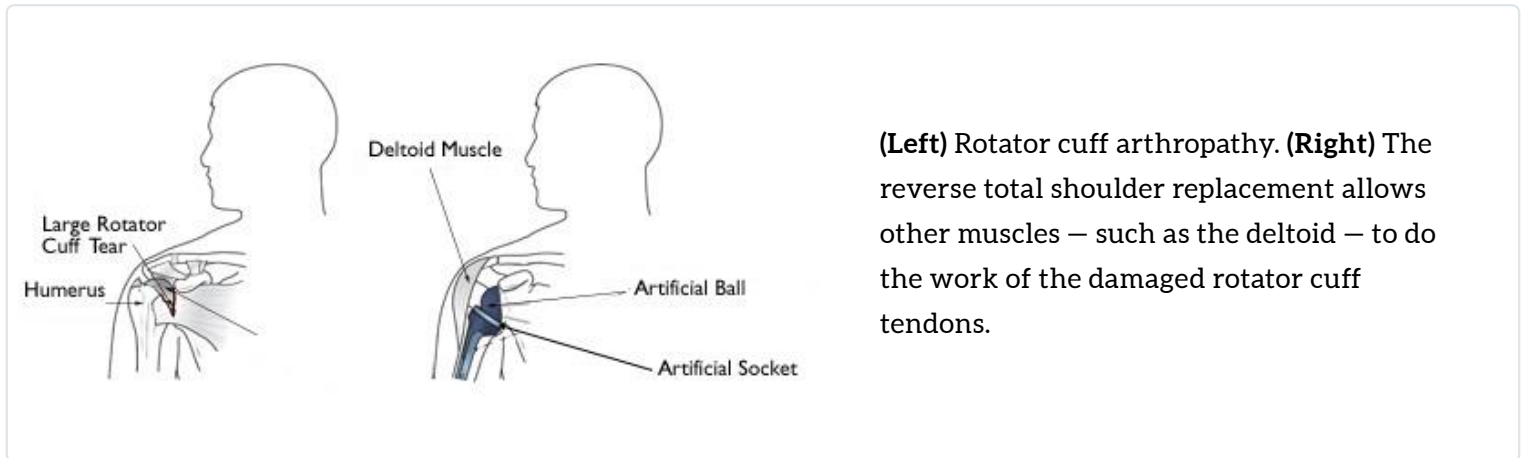 Deltoid Muscle
Large Rotator
Cuff Tear
Humerus
Artificial Ball
Artificial Socket
(Left) Rotator cuff arthropathy. (Right) The
reverse total shoulder replacement allows
other muscles — such as the deltoid — to do
the work of the damaged rotator cuff
tendons.